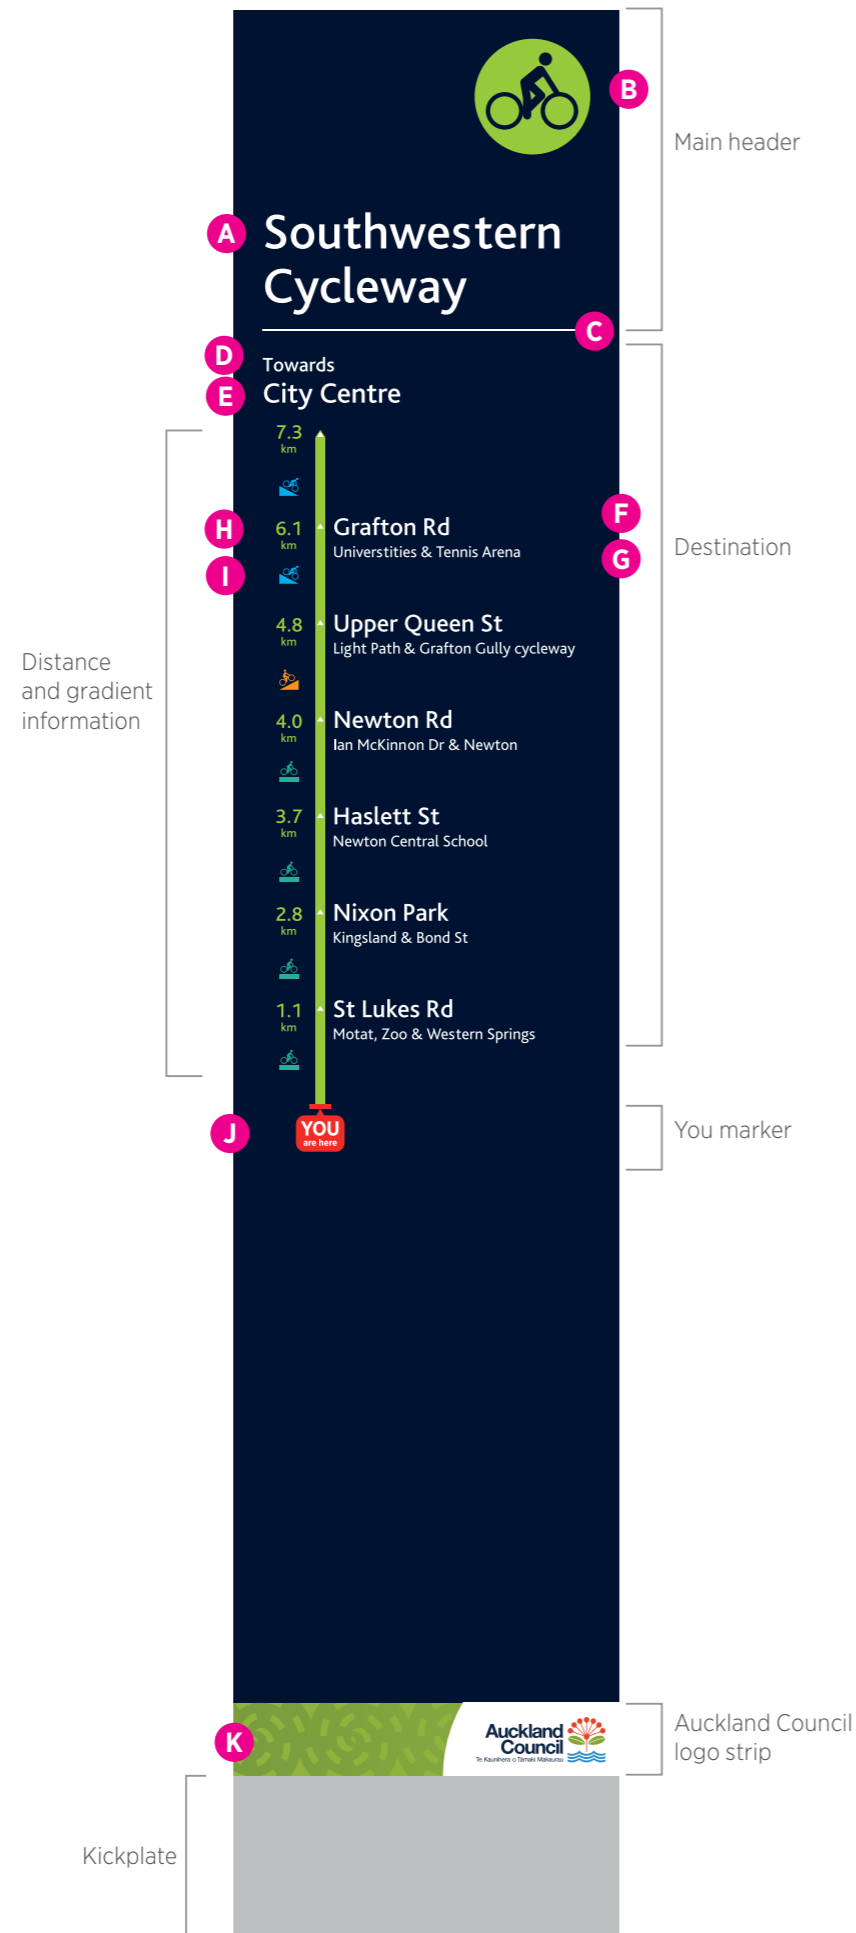 B
Main header
A
Southwestern
Cycleway
C
D
Towards
E
City Centre
7.3
km
H
6.1
km
Grafton Rd
Universtities & Tennis Arena
F
G
Destination
I
4.8
km
Upper Queen St
Light Path & Grafton Gully cycleway
Distance
and gradient
information
4.0
km
Newton Rd
Ian McKinnon Dr & Newton
3.7
km
Haslett St
Newton Central School
2.8
km
Nixon Park
Kingsland & Bond St
1.1
km
St Lukes Rd
Motat, Zoo & Western Springs
J
YOU
are here
You marker
K
Auckland
Council
Te Kaunihera o Tāmaki Makaurau
Auckland Council
logo strip
Kickplate